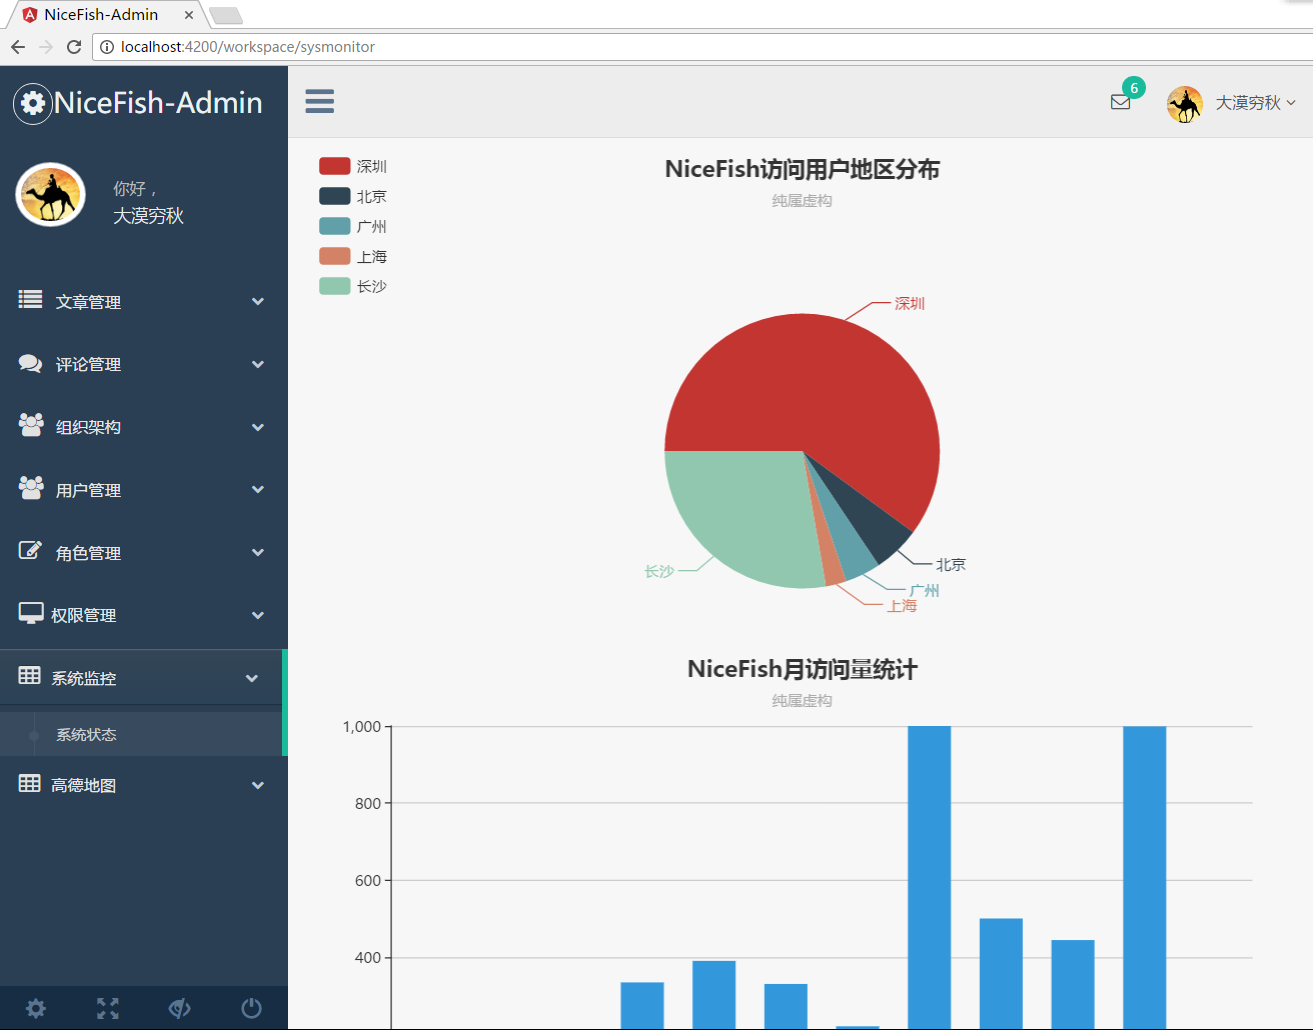 NiceFish-Admin
localhost:4200/workspace/sysmonitor
NiceFish-Admin
6
大漠穷秋
你好，
大漠穷秋
文章管理
评论管理
组织架构
用户管理
角色管理
权限管理
系统监控
系统状态
高德地图
深圳
北京
广州
上海
长沙
NiceFish访问用户地区分布
纯属虚构
深圳
北京
广州
上海
长沙
NiceFish月访问量统计
纯属虚构
1,000
800
600
400